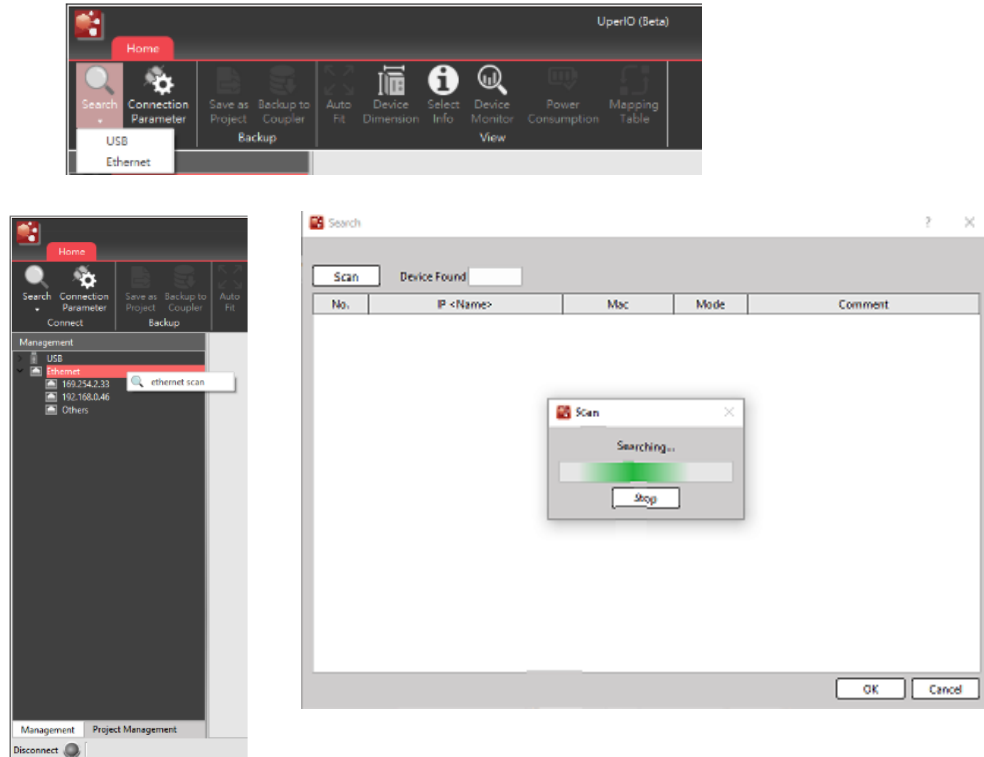 UperIO (Beta)
Home
Search Connection Parameter Save as Project Backup to Coupler Auto Fit Device Dimension Select Info Device Monitor Power Consumption Mapping Table
Backup View
USB
Ethernet
Home
Search Connection Parameter Save as Project Backup to Coupler Auto Fit
Connect Backup
Management
USB
Ethernet
ethernet scan
169.254.2.33
192.168.0.46
Others
Management Project Management
Disconnect
Search ? ×
Scan Device Found
No. IP <Name> Mac Mode Comment
Scan ×
Searching...
Stop
OK Cancel